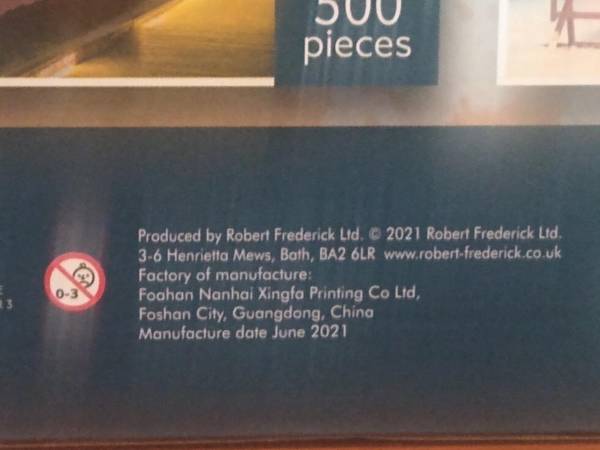 500
pieces
Produced by Robert Frederick Ltd. © 2021 Robert Frederick Ltd.
3-6 Henrietta Mews, Bath, BA2 6LR www.robert-frederick.co.uk
Factory of manufacture:
Foahan Nanhai Xingfa Printing Co Ltd,
Foshan City, Guangdong, China
Manufacture date June 2021
0-3